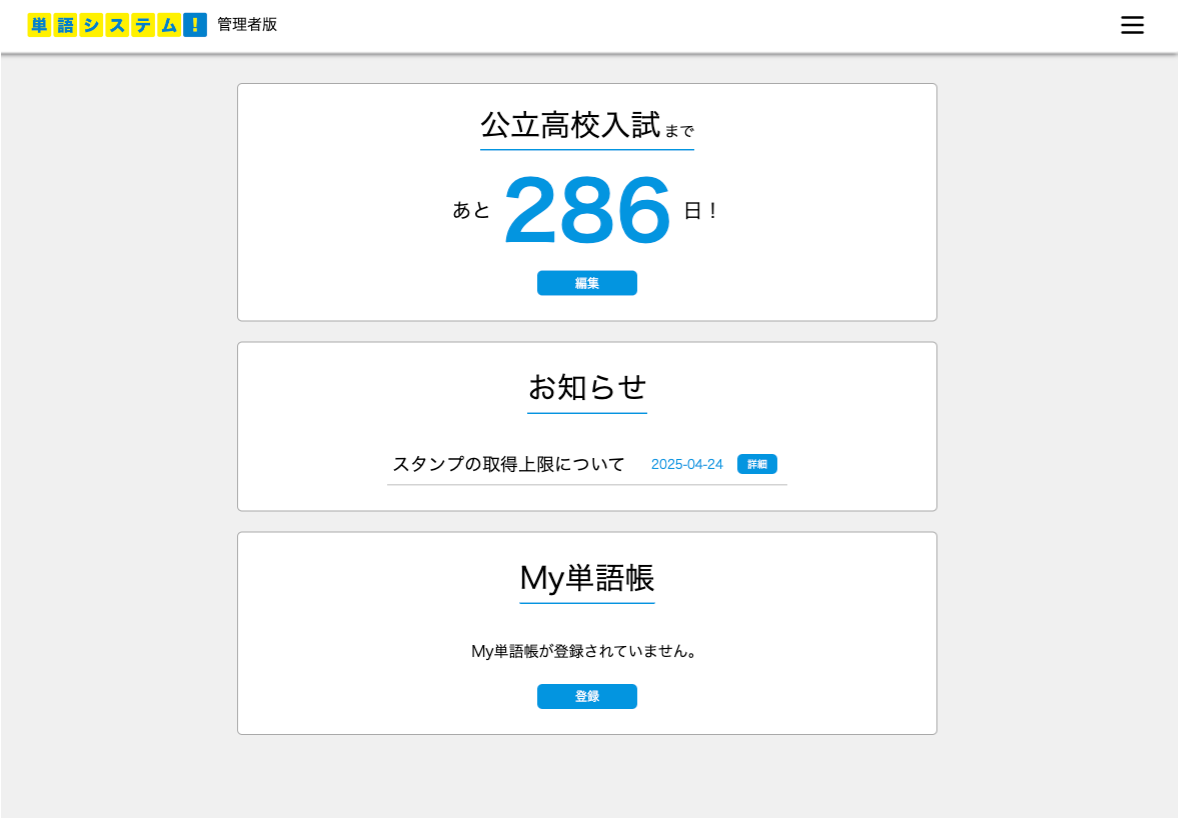 単語システム! 管理者版
公立高校入試まで
あと 286 日！
編集
お知らせ
スタンプの取得上限について 2025-04-24 詳細
My単語帳
My単語帳が登録されていません。
登録